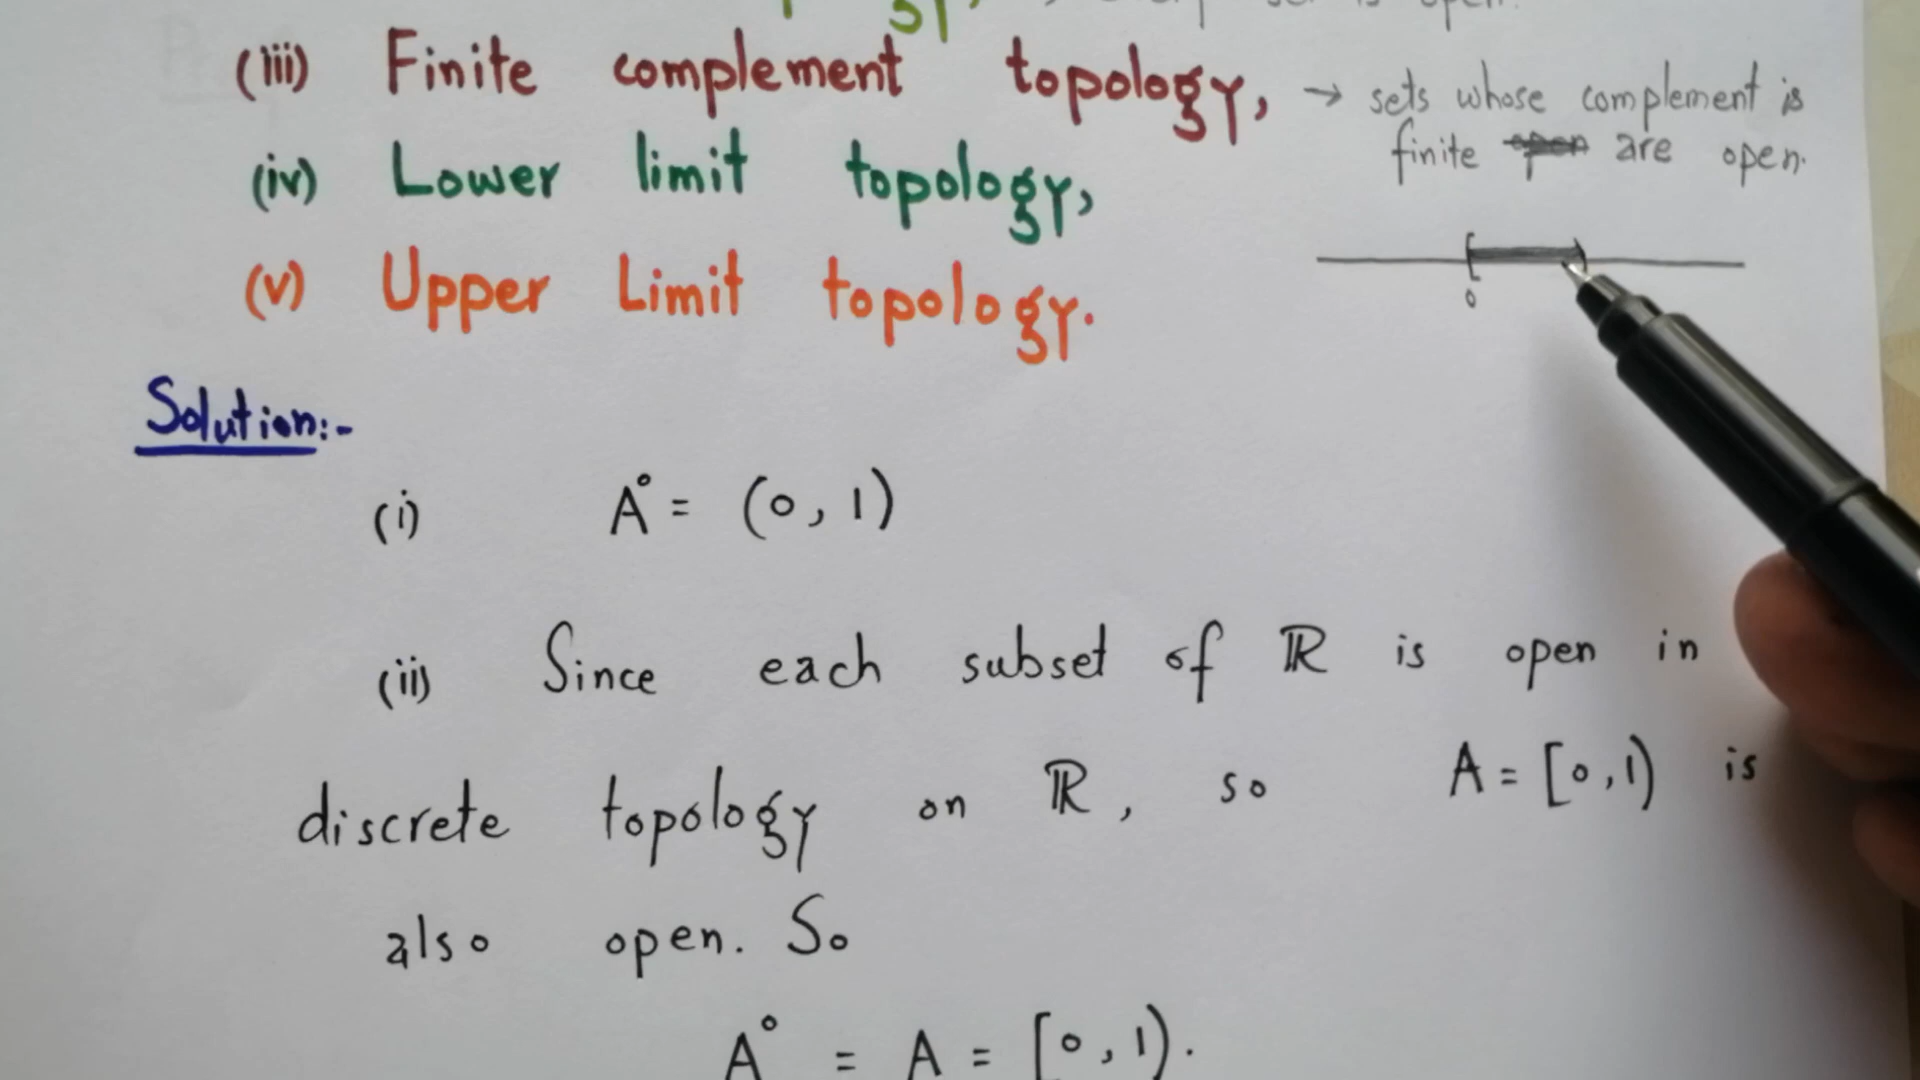 is open.
(iii) Finite complement topology, → sets whose complement is
finite are open.
(iv) Lower limit topology,
(v) Upper Limit topology.
0
Solution:-
(i) A° = (0, 1)
(ii) Since each subset of ℝ is open in
discrete topology on ℝ, so A = [0,1) is
also open. So
A° = A = [0,1).